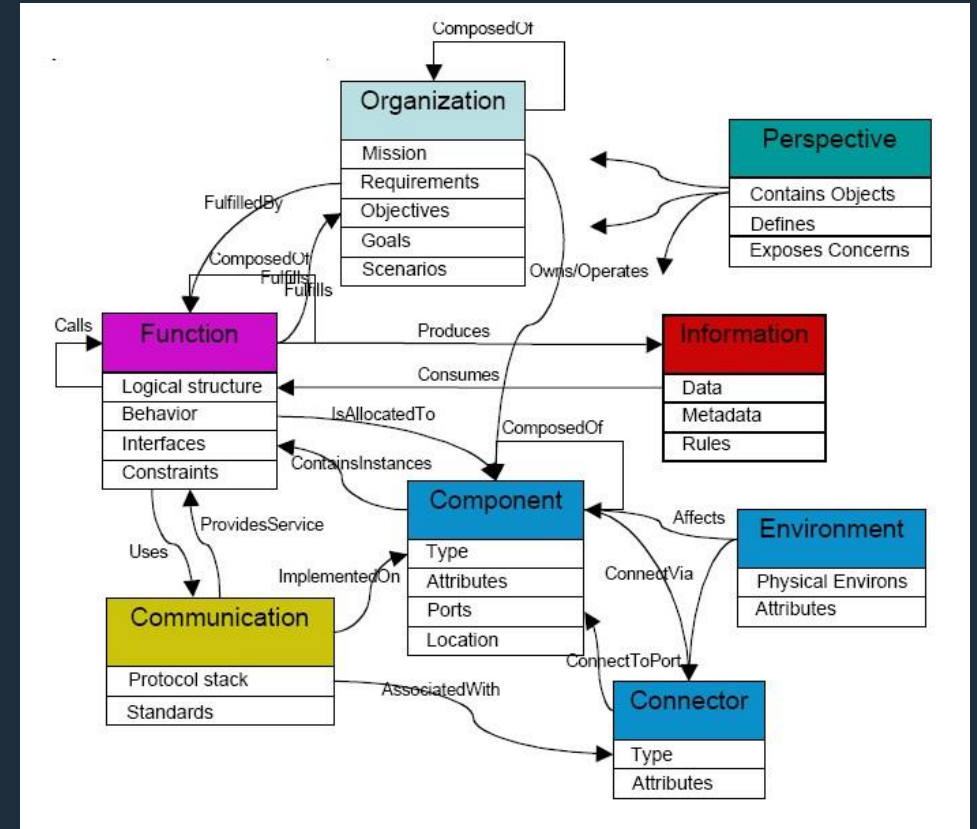 ComposedOf
Organization
Mission
Requirements
Objectives
Goals
Scenarios
Perspective
Contains Objects
Defines
Exposes Concerns
FulfilledBy
ComposedOf
Fulfills
Fulfills
Owns/Operates
Calls
Function
Logical structure
Behavior
Interfaces
Constraints
Produces
Consumes
Information
Data
Metadata
Rules
IsAllocatedTo
ComposedOf
ContainsInstances
Component
Type
Attributes
Ports
Location
Affects
Environment
Physical Environs
Attributes
Uses
ProvidesService
ImplementedOn
ConnectVia
Communication
Protocol stack
Standards
ConnectToPort
AssociatedWith
Connector
Type
Attributes